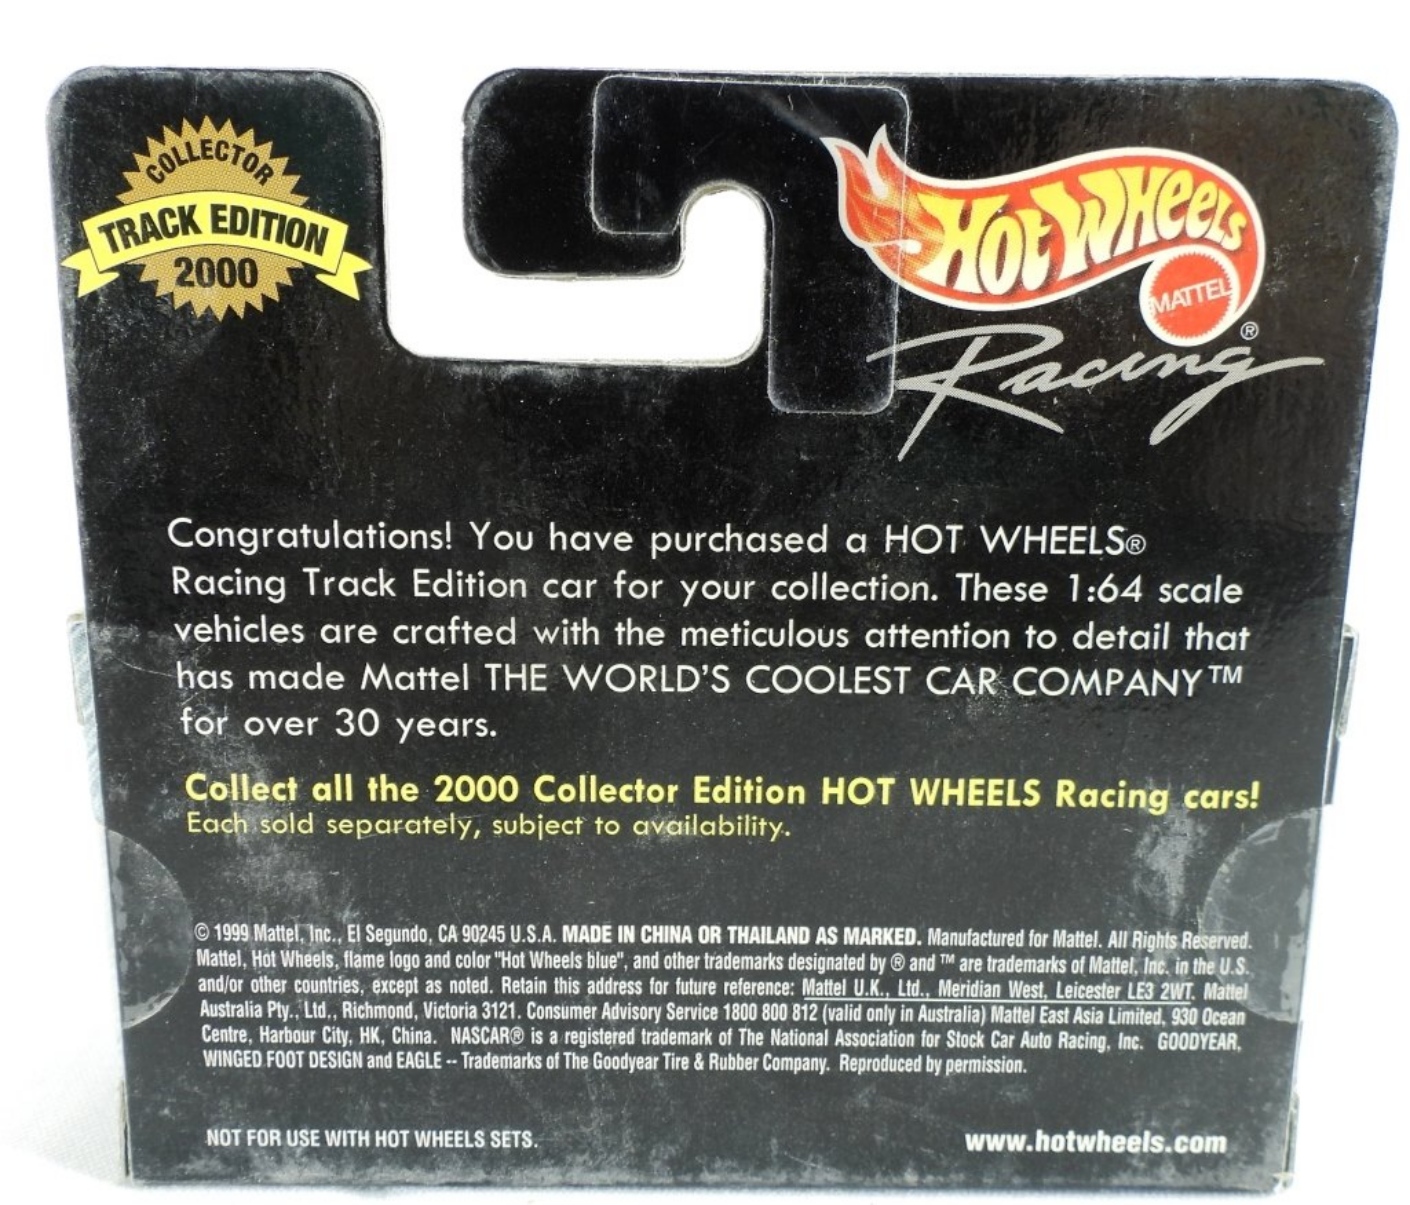 COLLECTOR
TRACK EDITION
2000
HOT WHEELS
MATTEL
®
Racing
Congratulations! You have purchased a HOT WHEELS®
Racing Track Edition car for your collection. These 1:64 scale
vehicles are crafted with the meticulous attention to detail that
has made Mattel THE WORLD'S COOLEST CAR COMPANY™
for over 30 years.
Collect all the 2000 Collector Edition HOT WHEELS Racing cars!
Each sold separately, subject to availability.
© 1999 Mattel, Inc., El Segundo, CA 90245 U.S.A. MADE IN CHINA OR THAILAND AS MARKED. Manufactured for Mattel. All Rights Reserved.
Mattel, Hot Wheels, flame logo and color "Hot Wheels blue", and other trademarks designated by ® and ™ are trademarks of Mattel, Inc. in the U.S.
and/or other countries, except as noted. Retain this address for future reference: Mattel U.K., Ltd., Meridian West, Leicester LE3 2WT. Mattel
Australia Pty., Ltd., Richmond, Victoria 3121. Consumer Advisory Service 1800 800 812 (valid only in Australia) Mattel East Asia Limited, 930 Ocean
Centre, Harbour City, HK, China. NASCAR® is a registered trademark of The National Association for Stock Car Auto Racing, Inc. GOODYEAR,
WINGED FOOT DESIGN and EAGLE -- Trademarks of The Goodyear Tire & Rubber Company. Reproduced by permission.
NOT FOR USE WITH HOT WHEELS SETS.
www.hotwheels.com